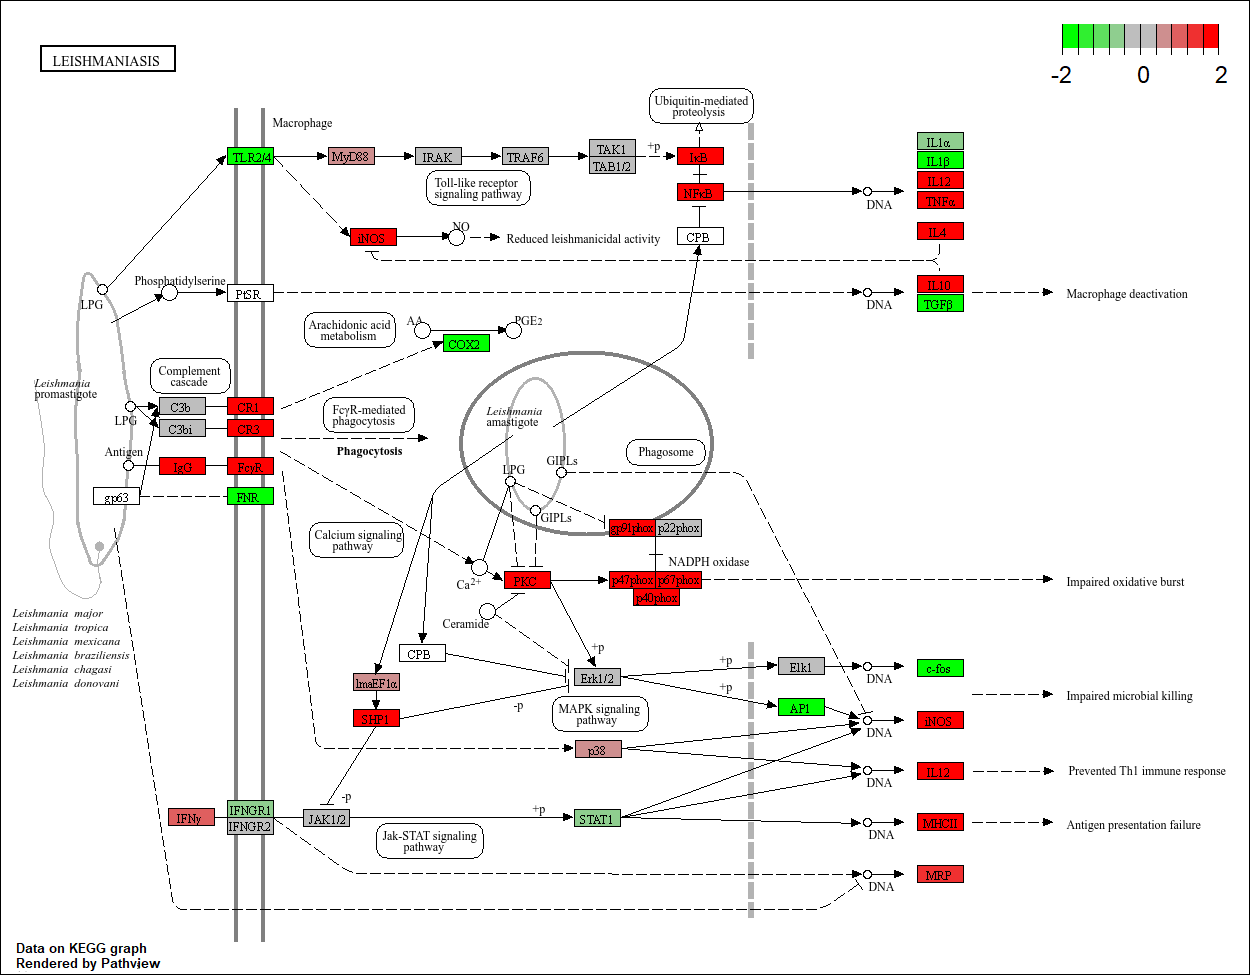 LEISHMANIASIS
-2 0 2
Macrophage
Ubiquitin-mediated
proteolysis
TLR2/4 MyD88 IRAK TRAF6 TAK1
TAB1/2
+p
IκB
IL1α
IL1β
IL12
TNFα
Toll-like receptor
signaling pathway
NFκB
DNA
iNOS
NO
Reduced leishmanicidal activity
CPB
IL4
Phosphatidylserine
LPG
PtSR
DNA
IL10
TGFβ
Macrophage deactivation
Arachidonic acid
metabolism
AA
PGE2
COX2
Complement
cascade
Leishmania
promastigote
C3b CR1
LPG
C3bi CR3
FcγR-mediated
phagocytosis
Phagocytosis
Leishmania
amastigote
Phagosome
Antigen
IgG FcγR
gp63 FNR
LPG
GIPLs
GIPLs
gp91phox p22phox
Calcium signaling
pathway
NADPH oxidase
Ca2+
PKC
p47phox p67phox
p40phox
Impaired oxidative burst
Ceramide
Leishmania major
Leishmania tropica
Leishmania mexicana
Leishmania braziliensis
Leishmania chagasi
Leishmania donovani
CPB
+p
lmaEF1α
Erk1/2
+p
Elk1
DNA
c-fos
+p
Impaired microbial killing
SHP1
-p
MAPK signaling
pathway
AP1
DNA
iNOS
p38
DNA
IL12
Prevented Th1 immune response
-p
IFNγ
IFNGR1
IFNGR2
JAK1/2
+p
STAT1
DNA
MHCII
Antigen presentation failure
Jak-STAT signaling
pathway
DNA
MRP
Data on KEGG graph
Rendered by Pathview